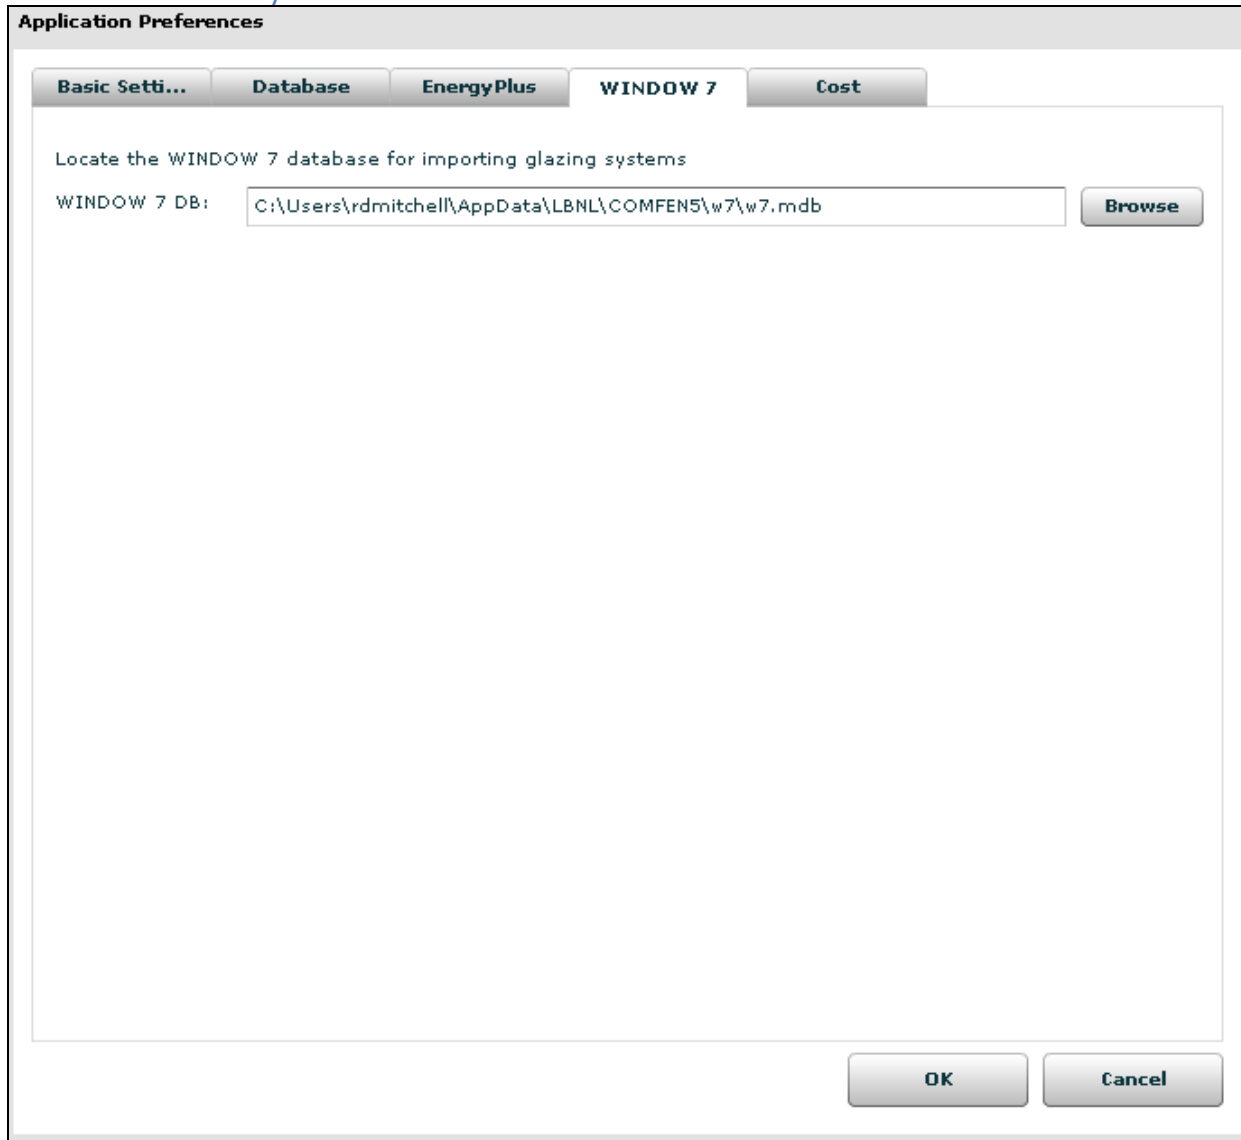 Application Preferences
Basic Setti... Database EnergyPlus WINDOW 7 Cost
Locate the WINDOW 7 database for importing glazing systems
WINDOW 7 DB: C:\Users\rdmitchell\AppData\LBNL\COMFEN5\w7\w7.mdb Browse
OK Cancel